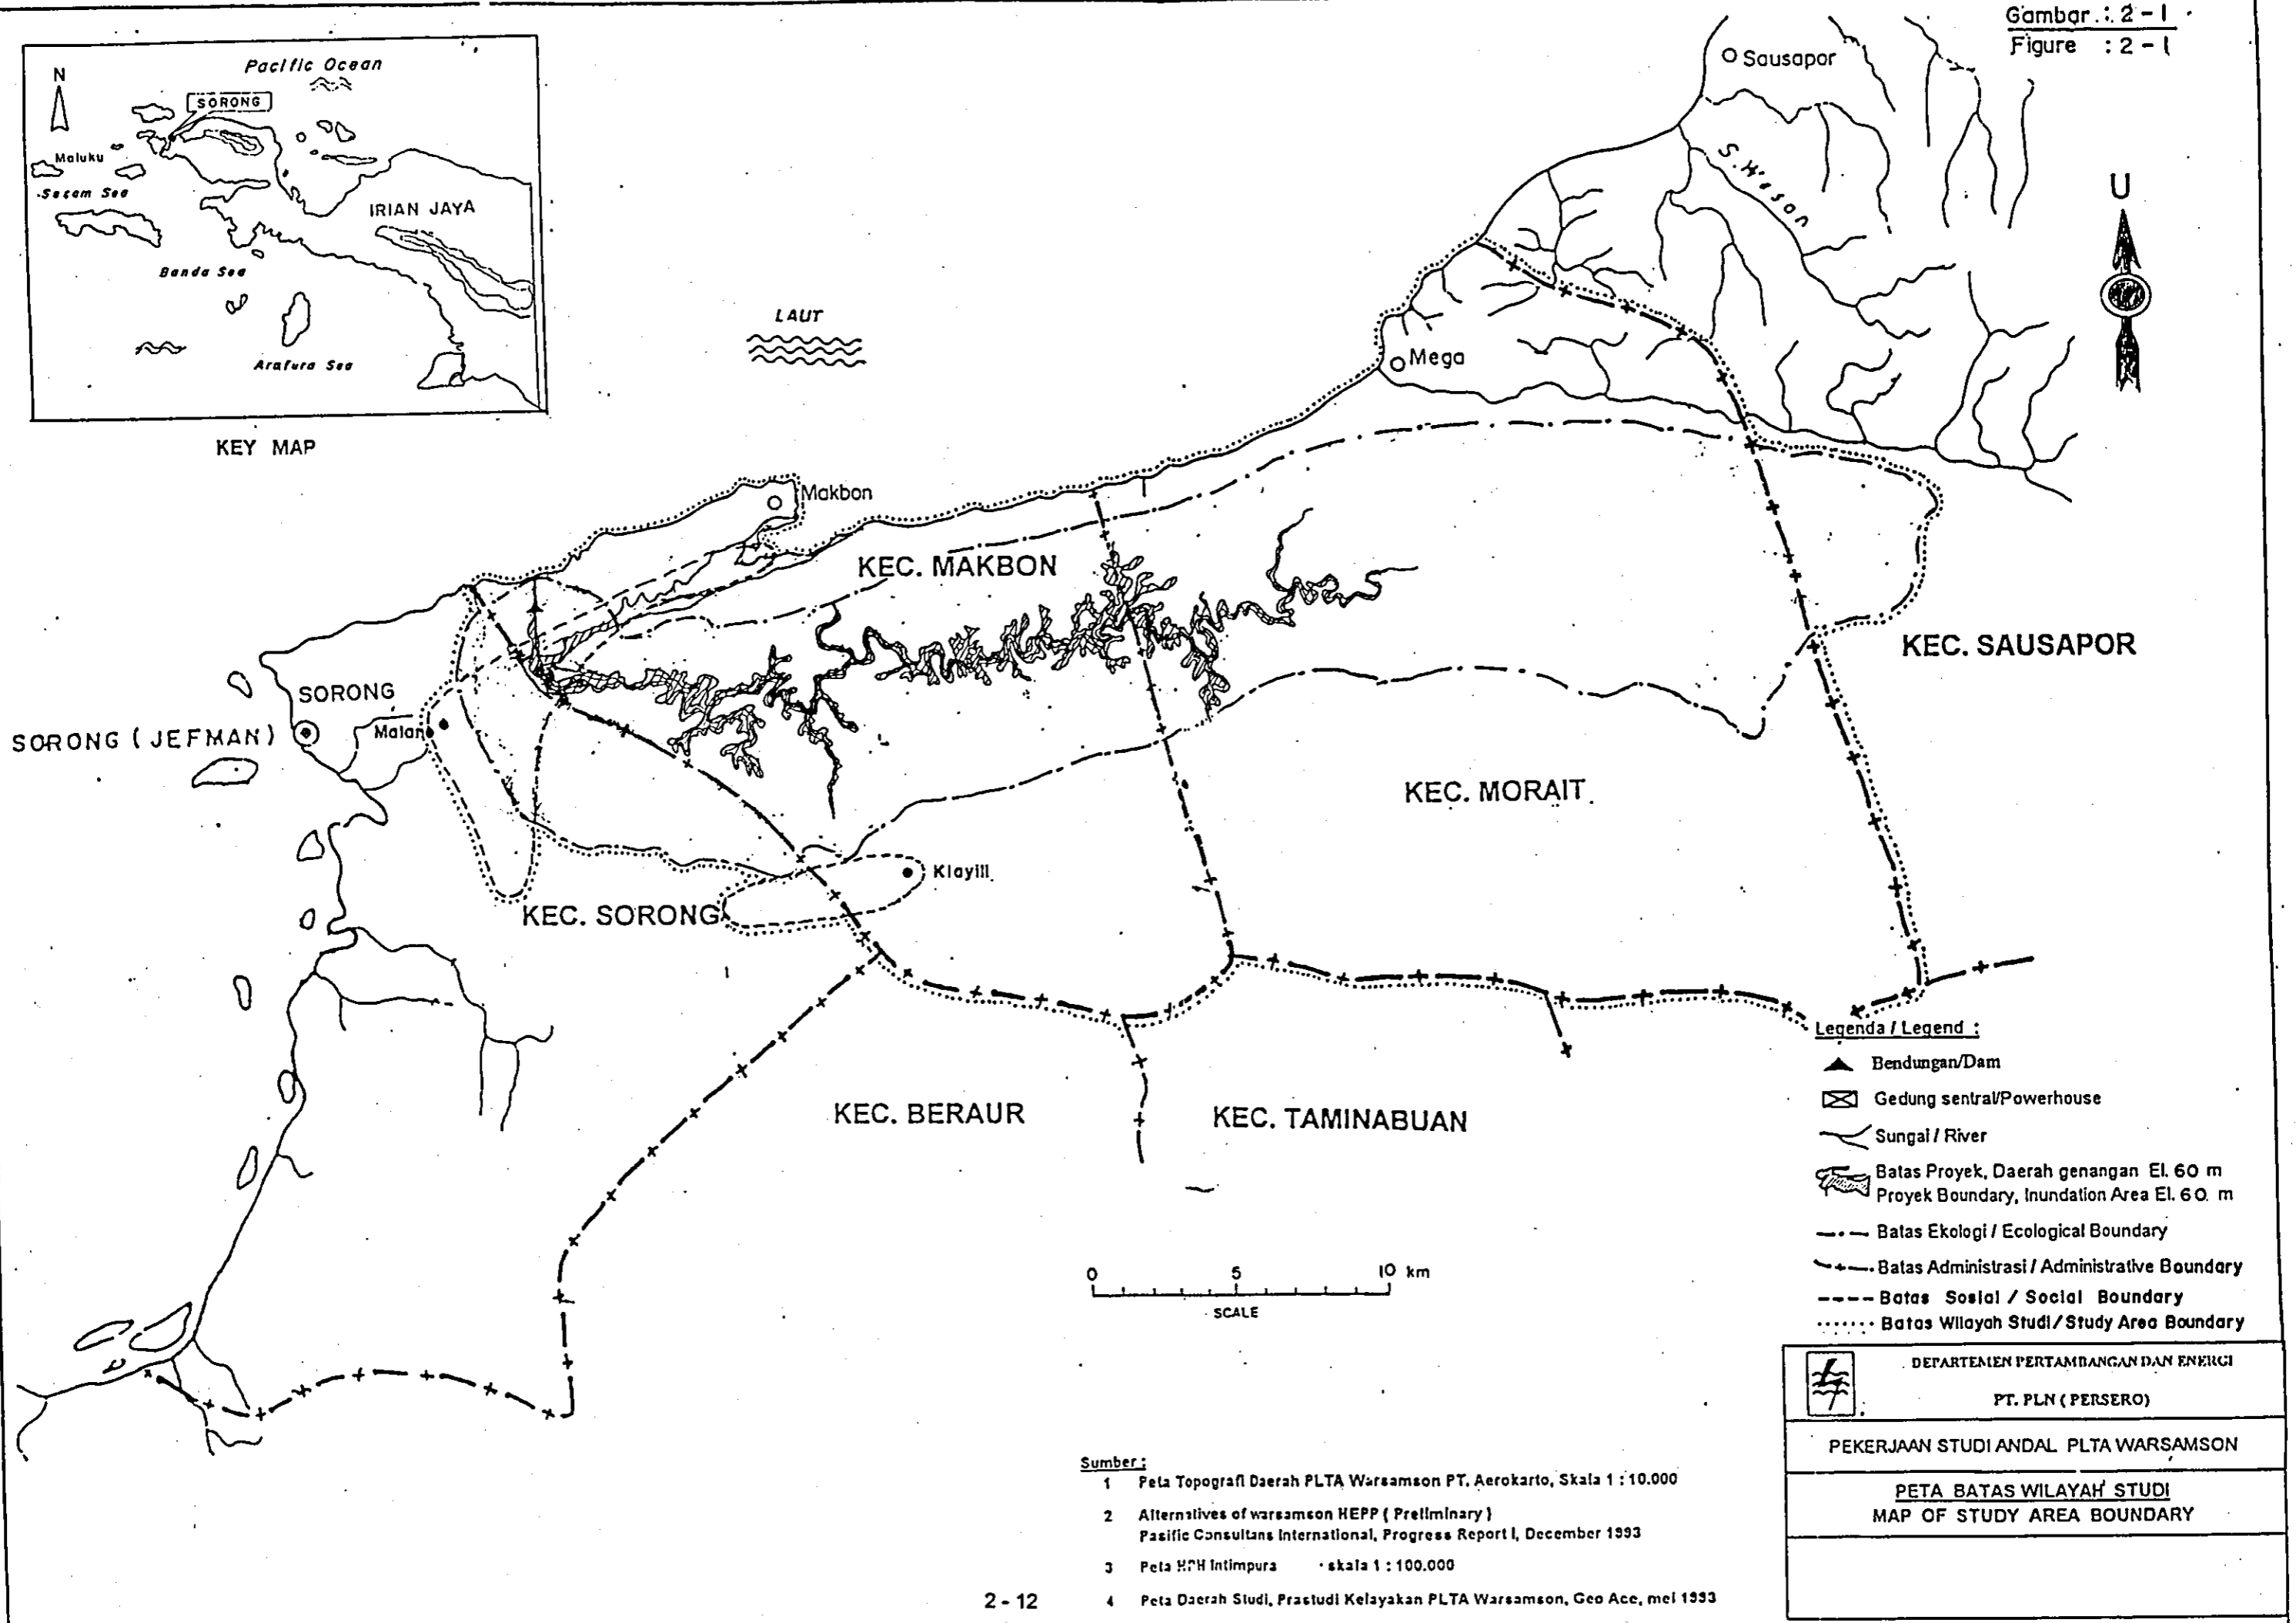 Gambar : 2 - 1
Figure : 2 - 1
N
Pacific Ocean
SORONG
Maluku
Seram Sea
IRIAN JAYA
Banda Sea
Arafura Sea
KEY MAP
LAUT
Sausapor
S. Wesan
U
Mega
Makbon
KEC. MAKBON
KEC. SAUSAPOR
SORONG
SORONG ( JEFMAN )
Malan
KEC. MORAIT
Klayili
KEC. SORONG
KEC. BERAUR
KEC. TAMINABUAN
0 5 10 km
SCALE
Legenda / Legend :
Bendungan/Dam
Gedung sentral/Powerhouse
Sungai / River
Batas Proyek, Daerah genangan El. 60 m
Proyek Boundary, Inundation Area El. 60. m
Batas Ekologi / Ecological Boundary
Batas Administrasi / Administrative Boundary
Batas Sosial / Social Boundary
Batas Wilayah Studi / Study Area Boundary
DEPARTEMEN PERTAMBANGAN DAN ENERGI
PT. PLN ( PERSERO)
PEKERJAAN STUDI ANDAL PLTA WARSAMSON
PETA BATAS WILAYAH STUDI
MAP OF STUDY AREA BOUNDARY
Sumber :
1 Peta Topografi Daerah PLTA Warsamson PT. Aerokarto, Skala 1 : 10.000
2 Alternatives of warsamson HEPP ( Preliminary )
Pasific Consultans International, Progress Report I, December 1993
3 Peta HPH Intimpura skala 1 : 100.000
4 Peta Daerah Studi, Prastudi Kelayakan PLTA Warsamson, Geo Ace, mei 1993
2 - 12